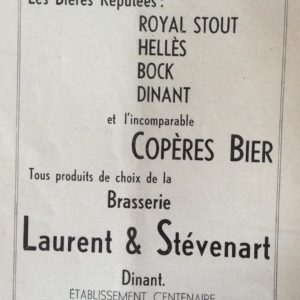 Les Bières Réputées :
ROYAL STOUT
HELLÈS
BOCK
DINANT
et l'incomparable
COPÈRES BIER
Tous produits de choix de la
Brasserie
Laurent & Stévenart
Dinant.
ÉTABLISSEMENT CENTENAIRE